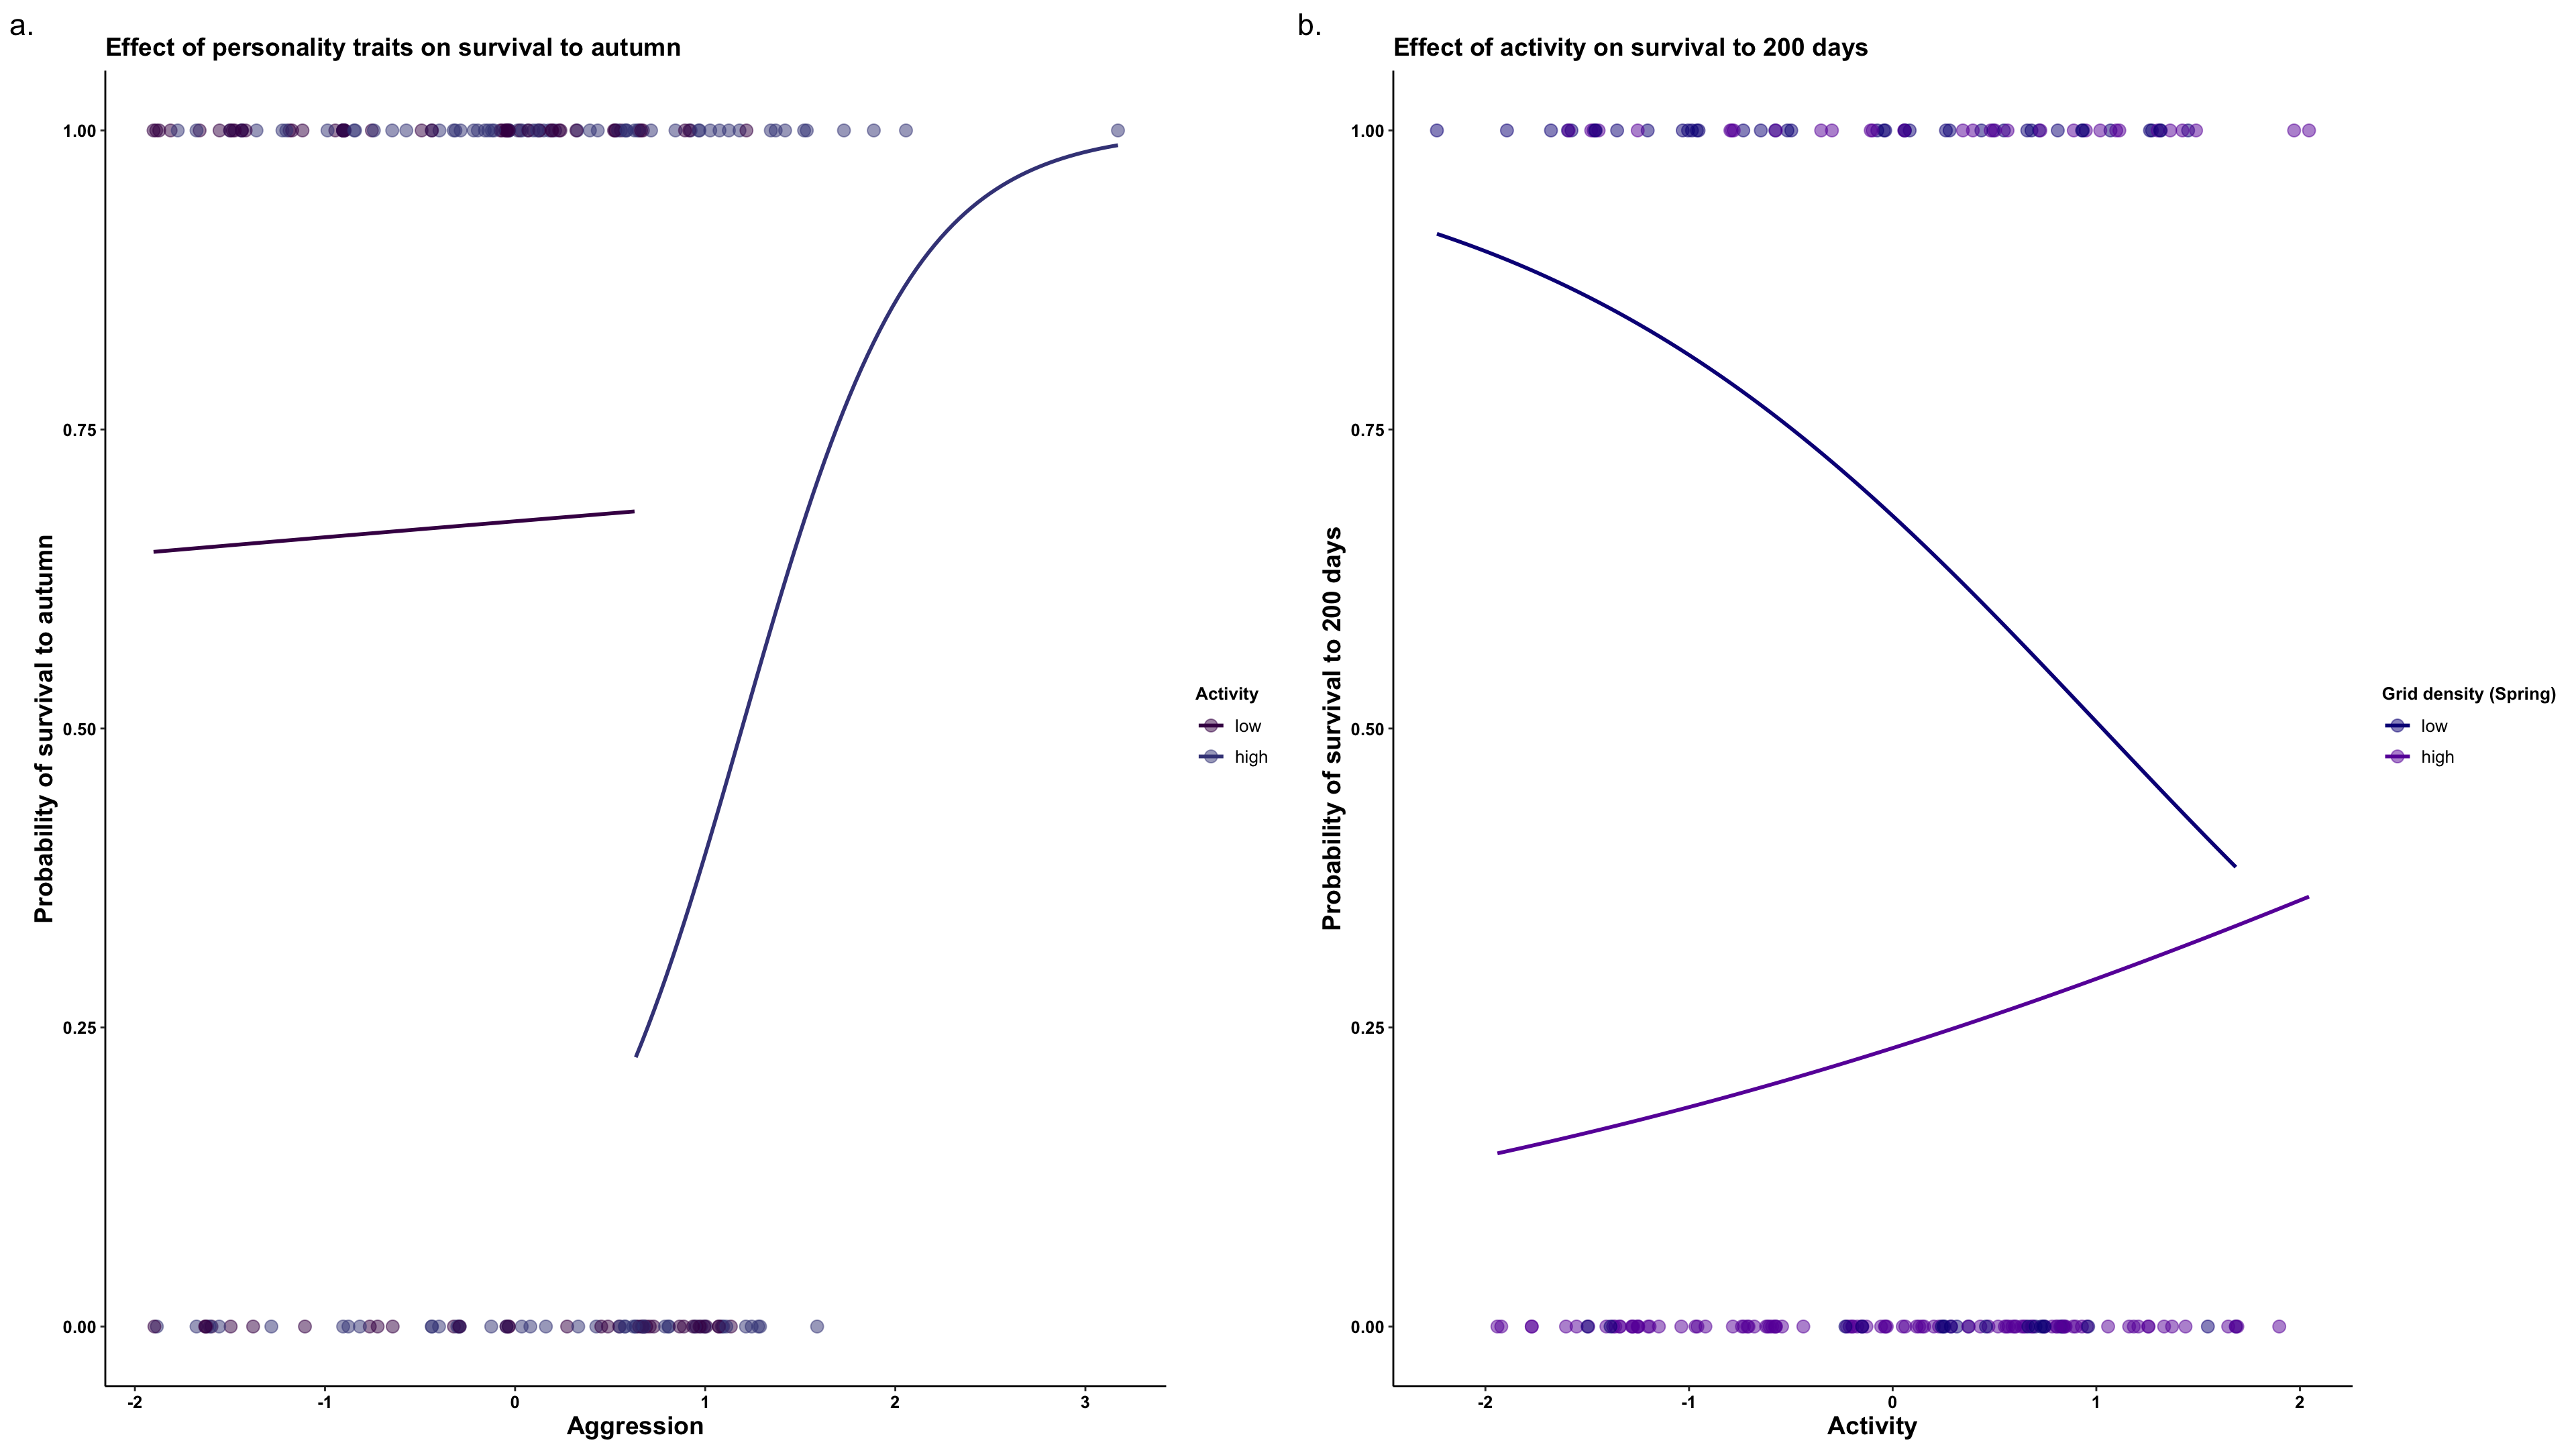 a.
Effect of personality traits on survival to autumn
Probability of survival to autumn
1.00
0.75
0.50
0.25
0.00
-2 -1 0 1 2 3
Aggression
Activity
low
high
b.
Effect of activity on survival to 200 days
Probability of survival to 200 days
1.00
0.75
0.50
0.25
0.00
-2 -1 0 1 2
Activity
Grid density (Spring)
low
high